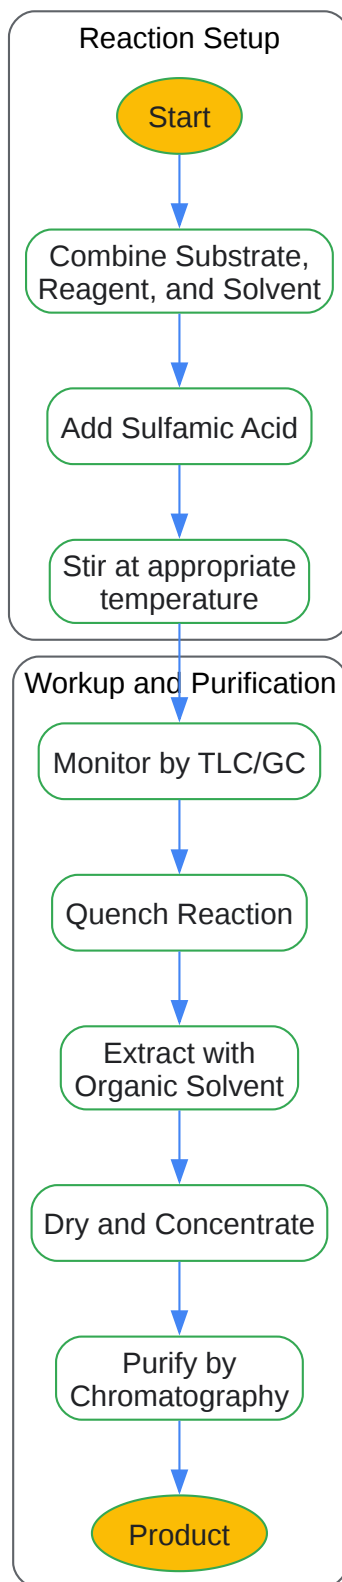 Reaction Setup
Start
Combine Substrate,
Reagent, and Solvent
Add Sulfamic Acid
Stir at appropriate
temperature
Workup and Purification
Monitor by TLC/GC
Quench Reaction
Extract with
Organic Solvent
Dry and Concentrate
Purify by
Chromatography
Product